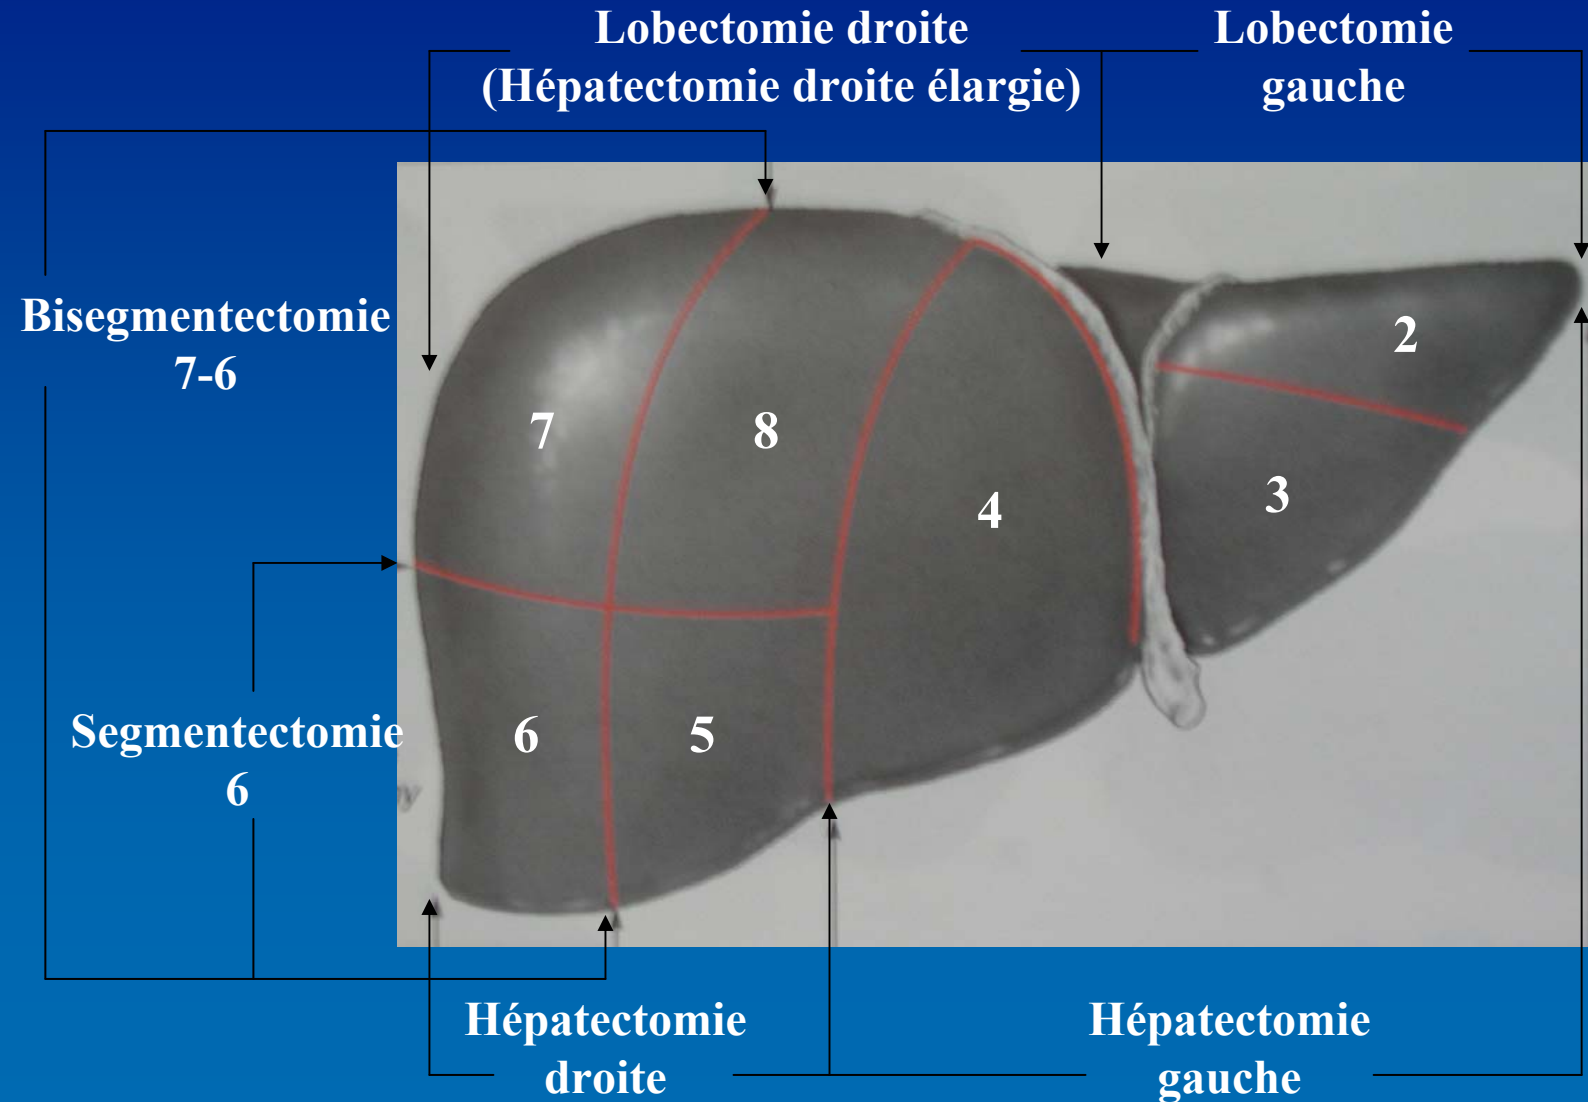 Lobectomie droite
(Hépatectomie droite élargie)
Lobectomie
gauche
Bisegmentectomie
7-6
2
7
8
3
4
Segmentectomie
6
6
5
Hépatectomie
droite
Hépatectomie
gauche